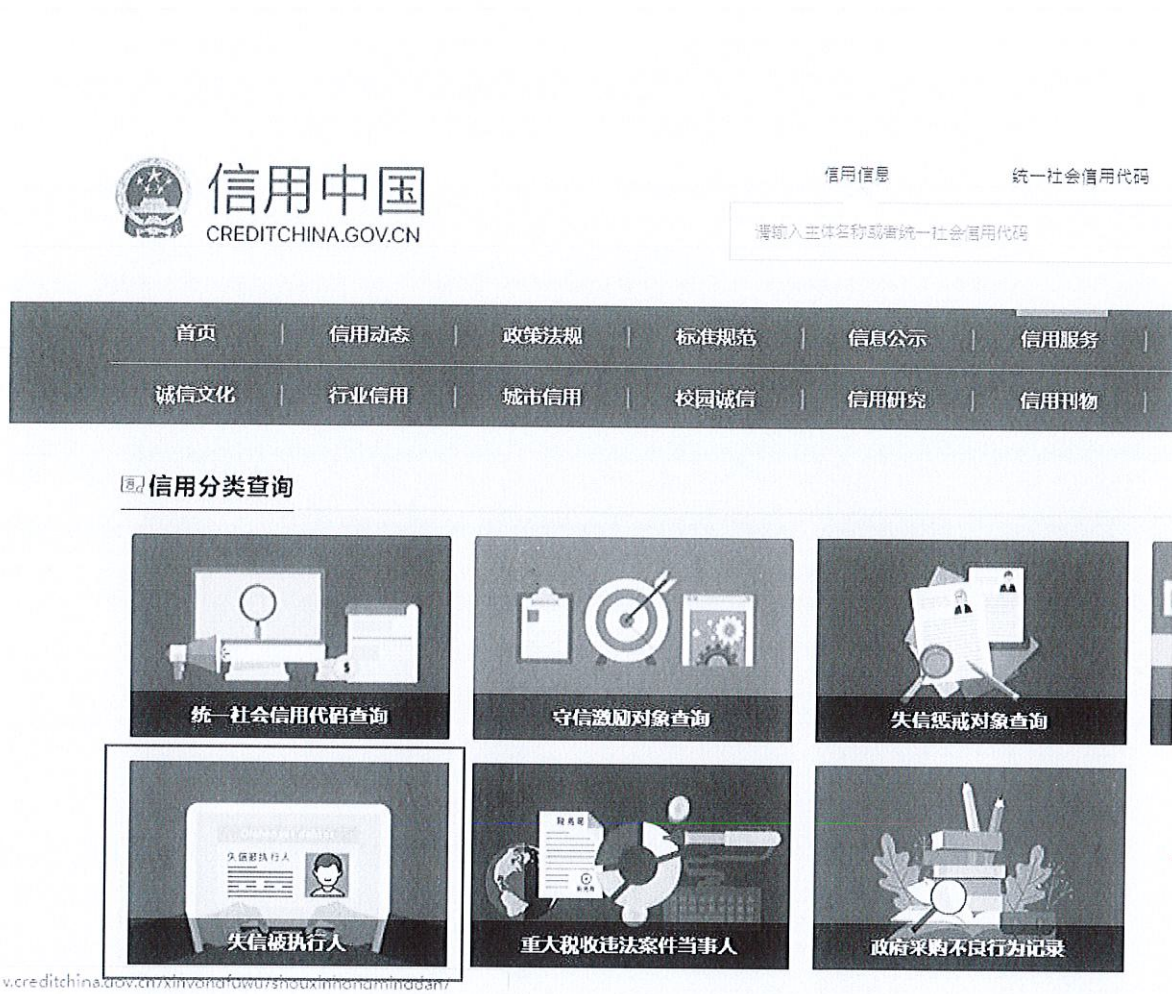 信用中国
CREDITCHINA.GOV.CN
信用信息 统一社会信用代码
请输入主体名称或者统一社会信用代码
首页 | 信用动态 | 政策法规 | 标准规范 | 信息公示 | 信用服务 |
诚信文化 | 行业信用 | 城市信用 | 校园诚信 | 信用研究 | 信用刊物 |
信用分类查询
统一社会信用代码查询
守信激励对象查询
失信惩戒对象查询
失信被执行人
失信被执行人
重大税收违法案件当事人
政府采购不良行为记录
v.creditchina.gov.cn/xinyongfuwu/shouxinhongmingdan/